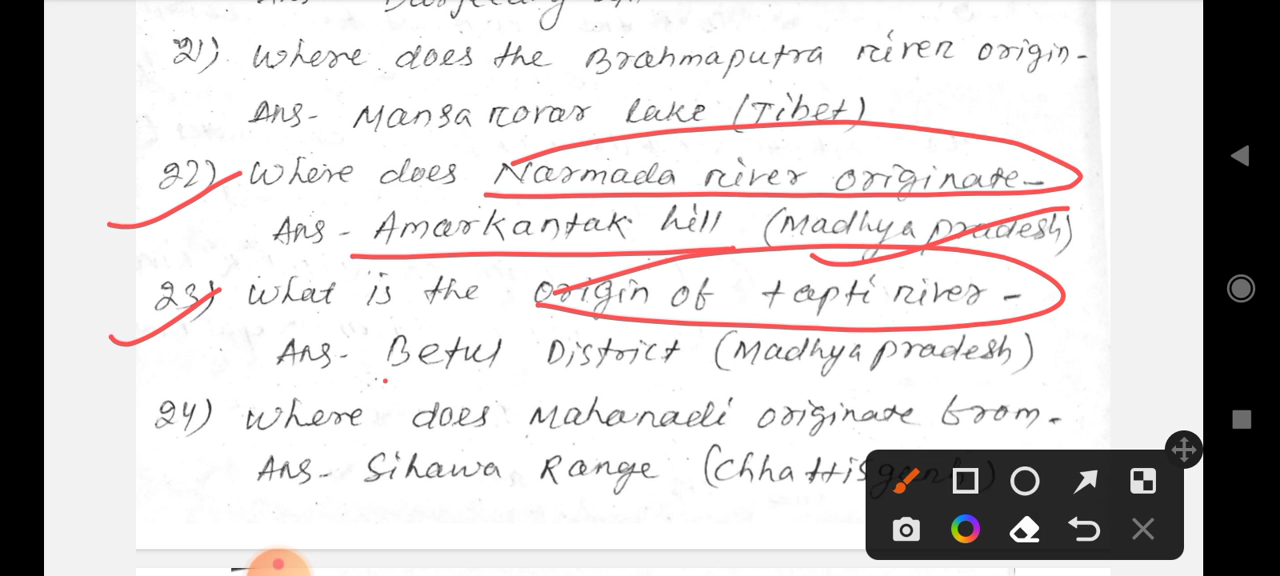 21) Where does the Brahmaputra river origin-
Ans- Mansarovar Lake (Tibet)
22) Where does Narmada river originate-
Ans- Amarkantak hill (Madhya pradesh)
23) What is the origin of tapti river-
Ans- Betul District (Madhya pradesh)
24) Where does Mahanadi originate from-
Ans- Sihawa Range (Chhattisgarh)